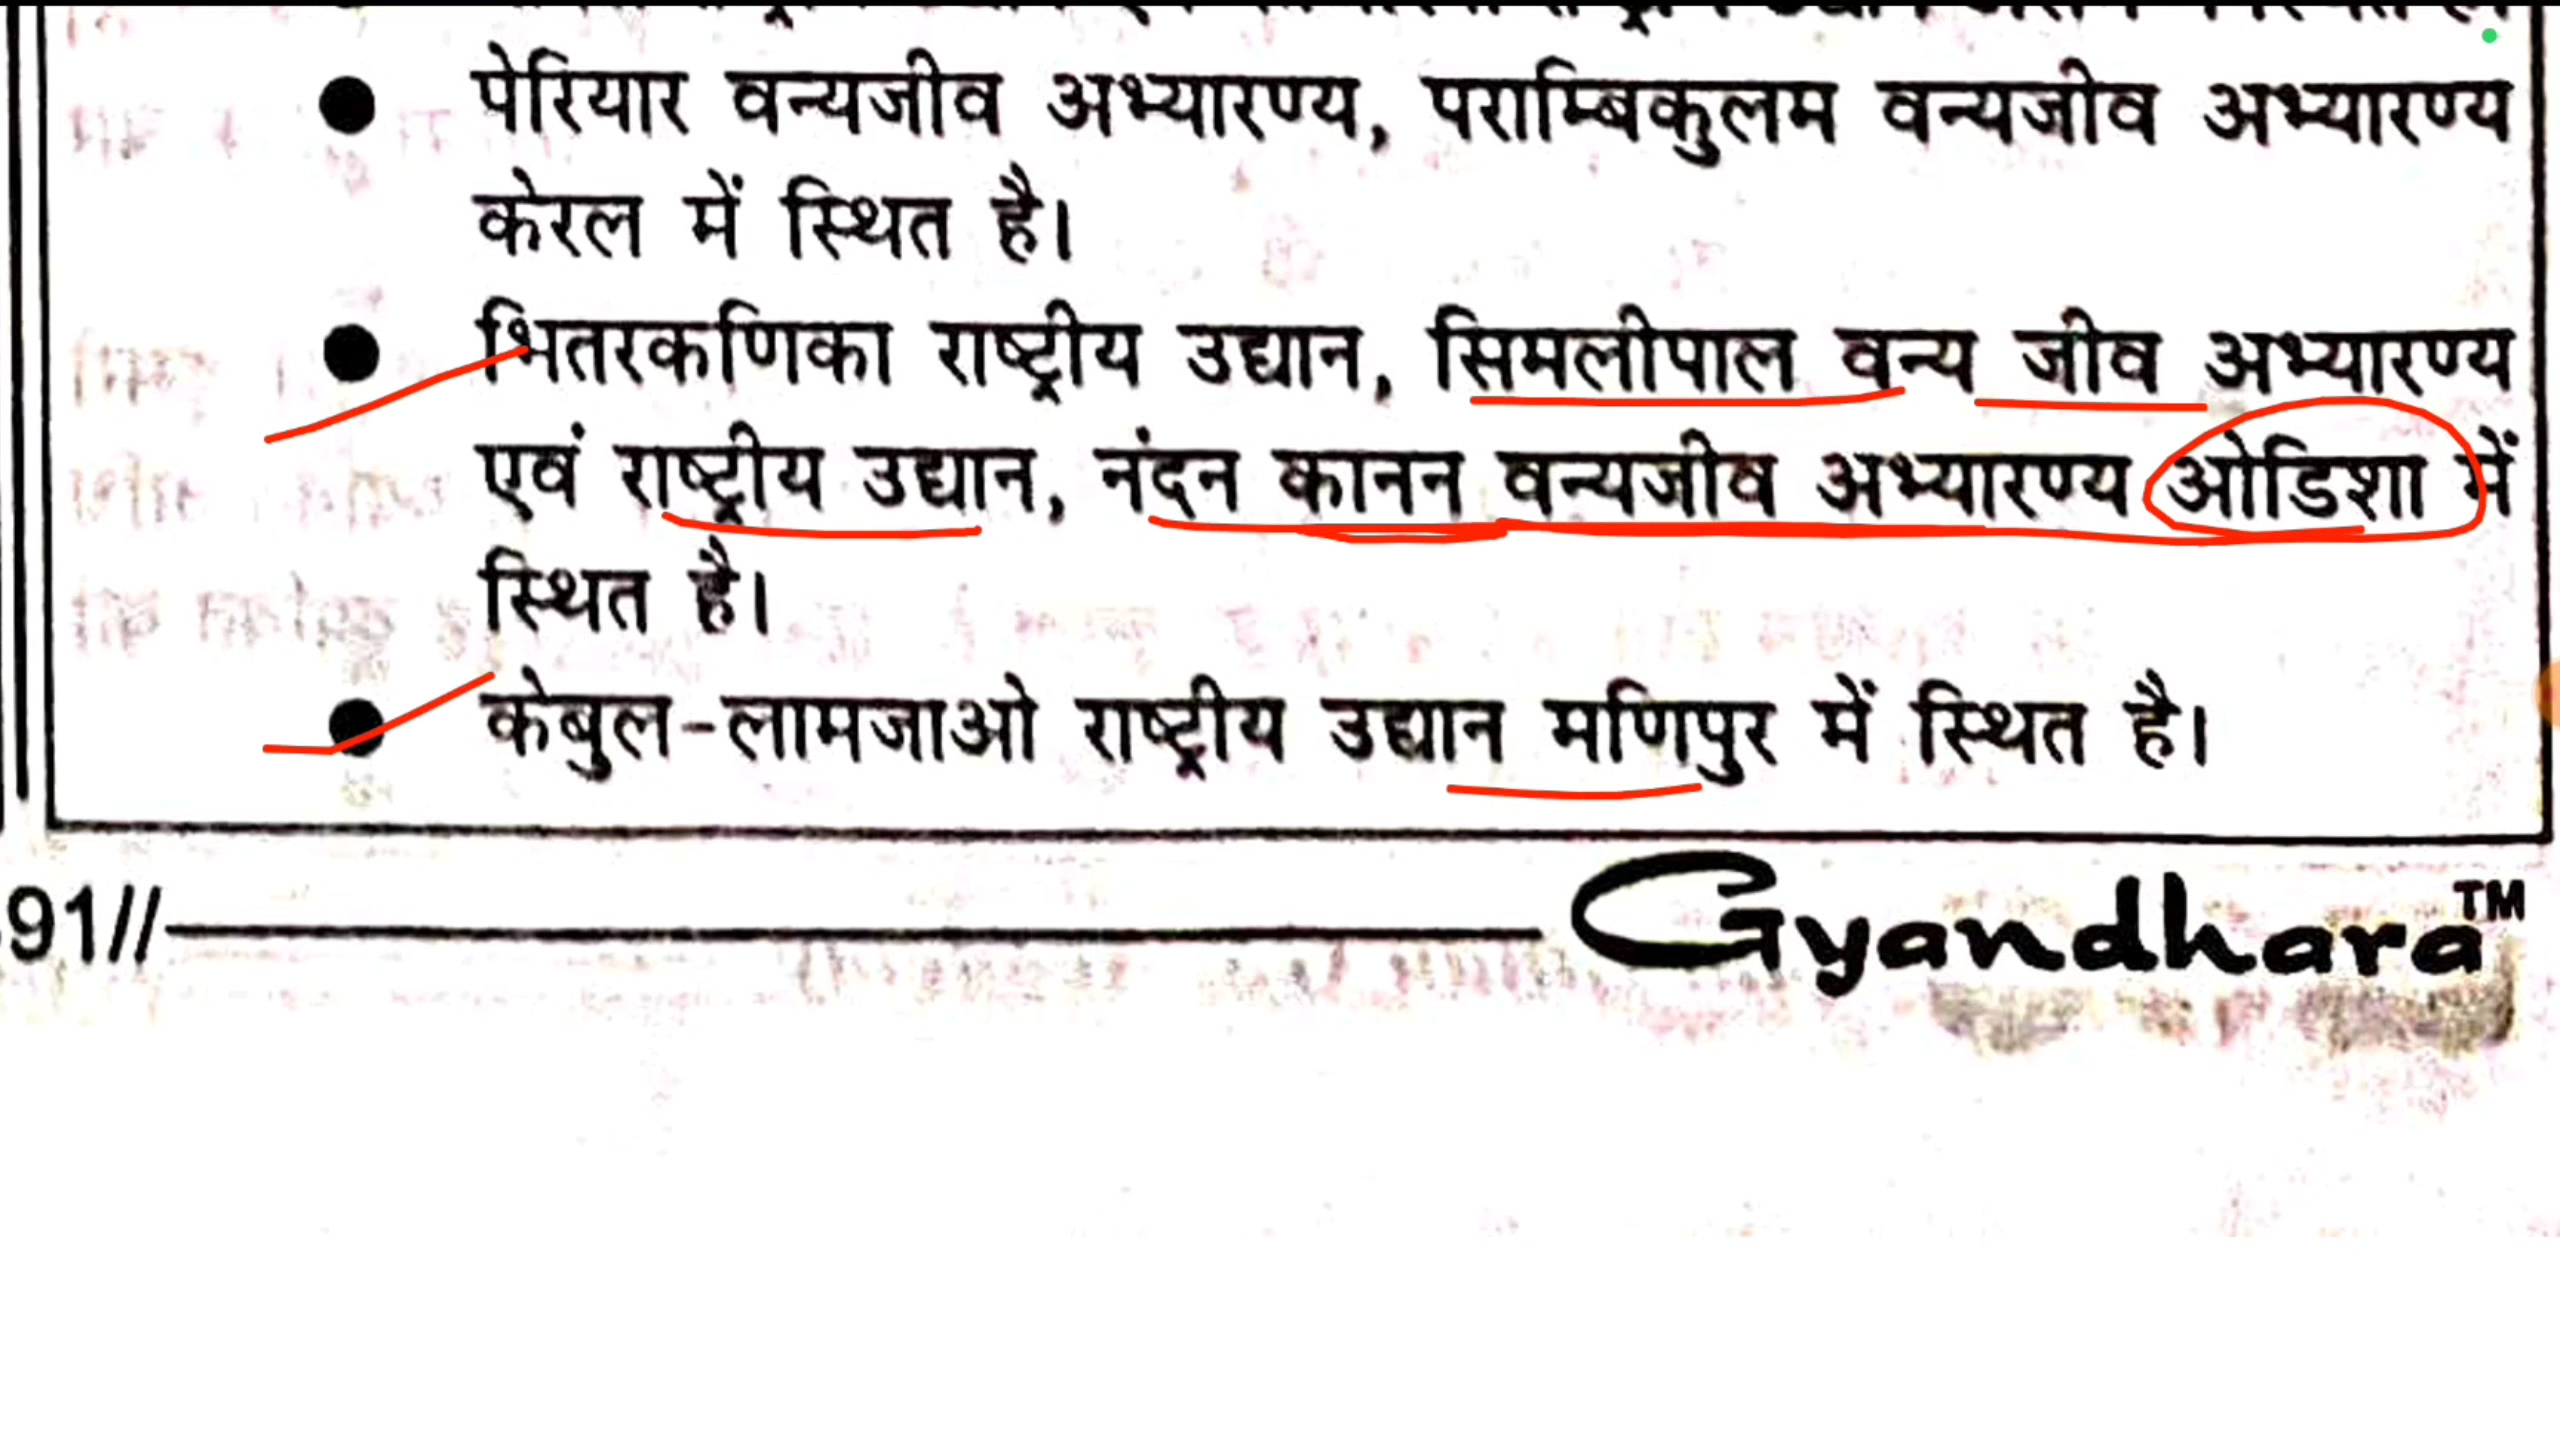 पेरियार वन्यजीव अभ्यारण्य, पराम्बिकुलम वन्यजीव अभ्यारण्य
केरल में स्थित है।
भितरकणिका राष्ट्रीय उद्यान, सिमलीपाल वन्य जीव अभ्यारण्य
एवं राष्ट्रीय उद्यान, नंदन कानन वन्यजीव अभ्यारण्य ओडिशा में
स्थित है।
केबुल-लामजाओ राष्ट्रीय उद्यान मणिपुर में स्थित है।
91//
Gyandhara™